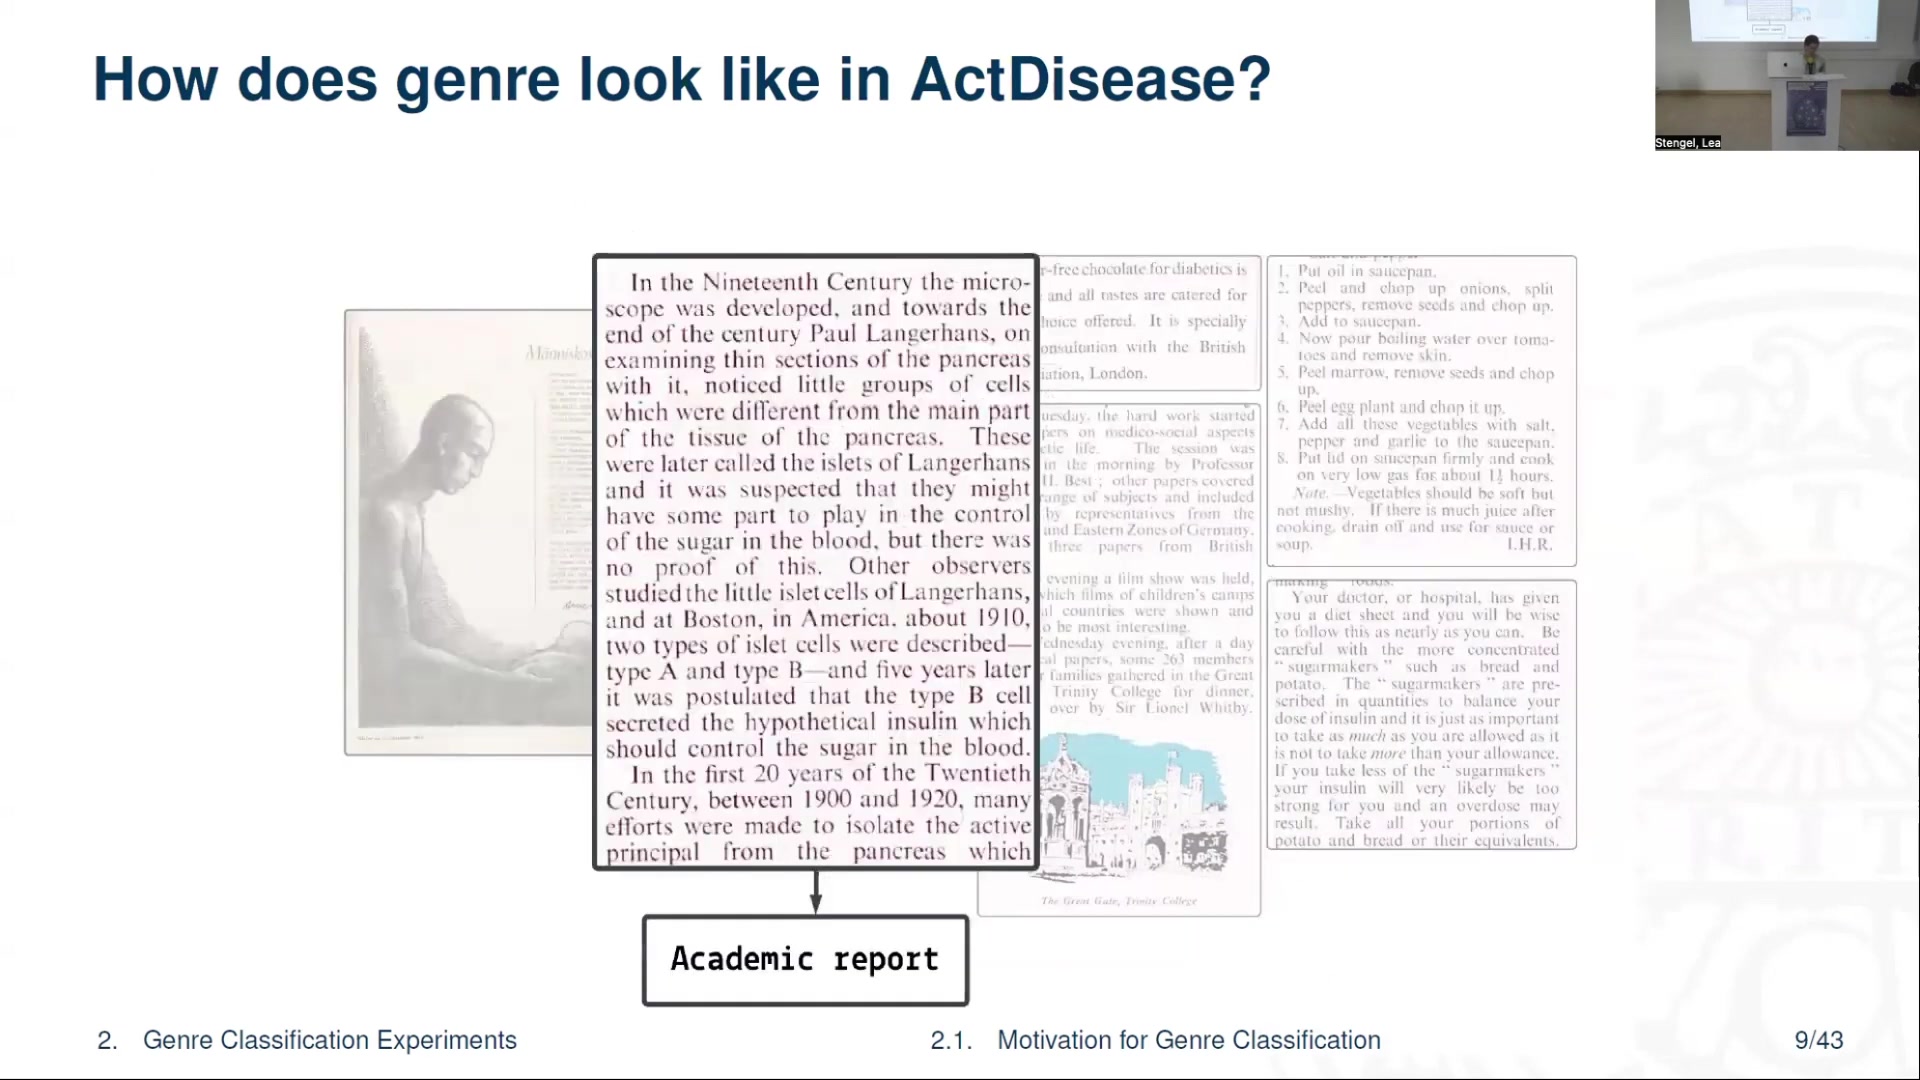 How does genre look like in ActDisease?
Stengel, Lea
Människo
In the Nineteenth Century the micro-
scope was developed, and towards the
end of the century Paul Langerhans, on
examining thin sections of the pancreas
with it, noticed little groups of cells
which were different from the main part
of the tissue of the pancreas. These
were later called the islets of Langerhans
and it was suspected that they might
have some part to play in the control
of the sugar in the blood, but there was
no proof of this. Other observers
studied the little islet cells of Langerhans,
and at Boston, in America, about 1910,
two types of islet cells were described—
type A and type B—and five years later
it was postulated that the type B cell
secreted the hypothetical insulin which
should control the sugar in the blood.
In the first 20 years of the Twentieth
Century, between 1900 and 1920, many
efforts were made to isolate the active
principal from the pancreas which
Academic report
r-free chocolate for diabetics is
and all tastes are catered for
hoice offered. It is specially
onsultation with the British
iation, London.
uesday, the hard work started
pers on medico-social aspects
etic life. The session was
in the morning by Professor
H. Best; other papers covered
range of subjects and included
by representatives from the
and Eastern Zones of Germany.
three papers from British
evening a film show was held,
which films of children's camps
al countries were shown and
o be most interesting.
ednesday evening, after a day
al papers, some 263 members
r families gathered in the Great
Trinity College for dinner,
over by Sir Lionel Whitby.
The Great Gate, Trinity College
1. Put oil in saucepan.
2. Peel and chop up onions, split
peppers, remove seeds and chop up.
3. Add to saucepan.
4. Now pour boiling water over toma-
toes and remove skin.
5. Peel marrow, remove seeds and chop
up.
6. Peel egg plant and chop it up.
7. Add all these vegetables with salt,
pepper and garlic to the saucepan.
8. Put lid on saucepan firmly and cook
on very low gas for about 1½ hours.
Note.—Vegetables should be soft but
not mushy. If there is much juice after
cooking, drain off and use for sauce or
soup. I.H.R.
making foods.
Your doctor, or hospital, has given
you a diet sheet and you will be wise
to follow this as nearly as you can. Be
careful with the more concentrated
"sugarmakers" such as bread and
potato. The "sugarmakers" are pre-
scribed in quantities to balance your
dose of insulin and it is just as important
to take as much as you are allowed as it
is not to take more than your allowance.
If you take less of the "sugarmakers"
your insulin will very likely be too
strong for you and an overdose may
result. Take all your portions of
potato and bread or their equivalents.
2. Genre Classification Experiments
2.1. Motivation for Genre Classification
9/43